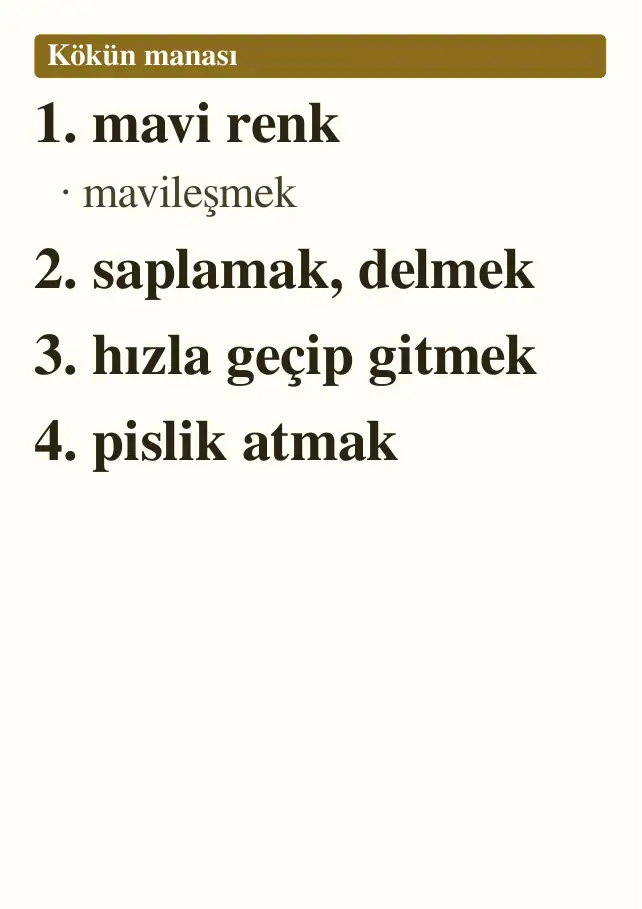 Kökün manası
1. mavi renk
· mavileşmek
2. saplamak, delmek
3. hızla geçip gitmek
4. pislik atmak